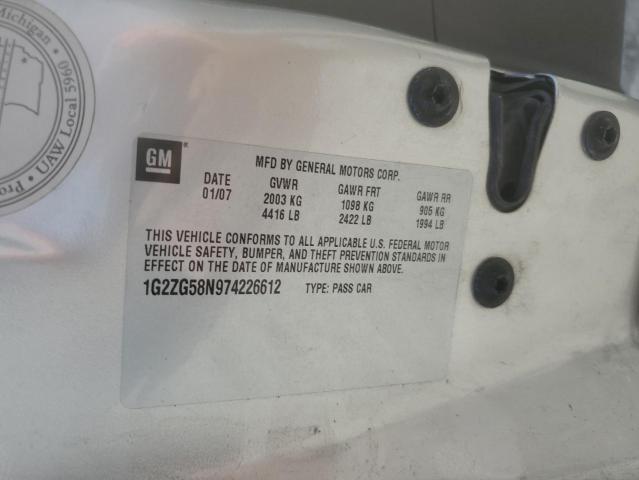 Michigan
Pro
UAW Local 5960
GM®
MFD BY GENERAL MOTORS CORP.
DATE GVWR GAWR FRT GAWR RR
01/07 2003 KG 1098 KG 905 KG
4416 LB 2422 LB 1994 LB
THIS VEHICLE CONFORMS TO ALL APPLICABLE U.S. FEDERAL MOTOR
VEHICLE SAFETY, BUMPER, AND THEFT PREVENTION STANDARDS IN
EFFECT ON THE DATE OF MANUFACTURE SHOWN ABOVE.
1G2ZG58N974226612 TYPE: PASS CAR